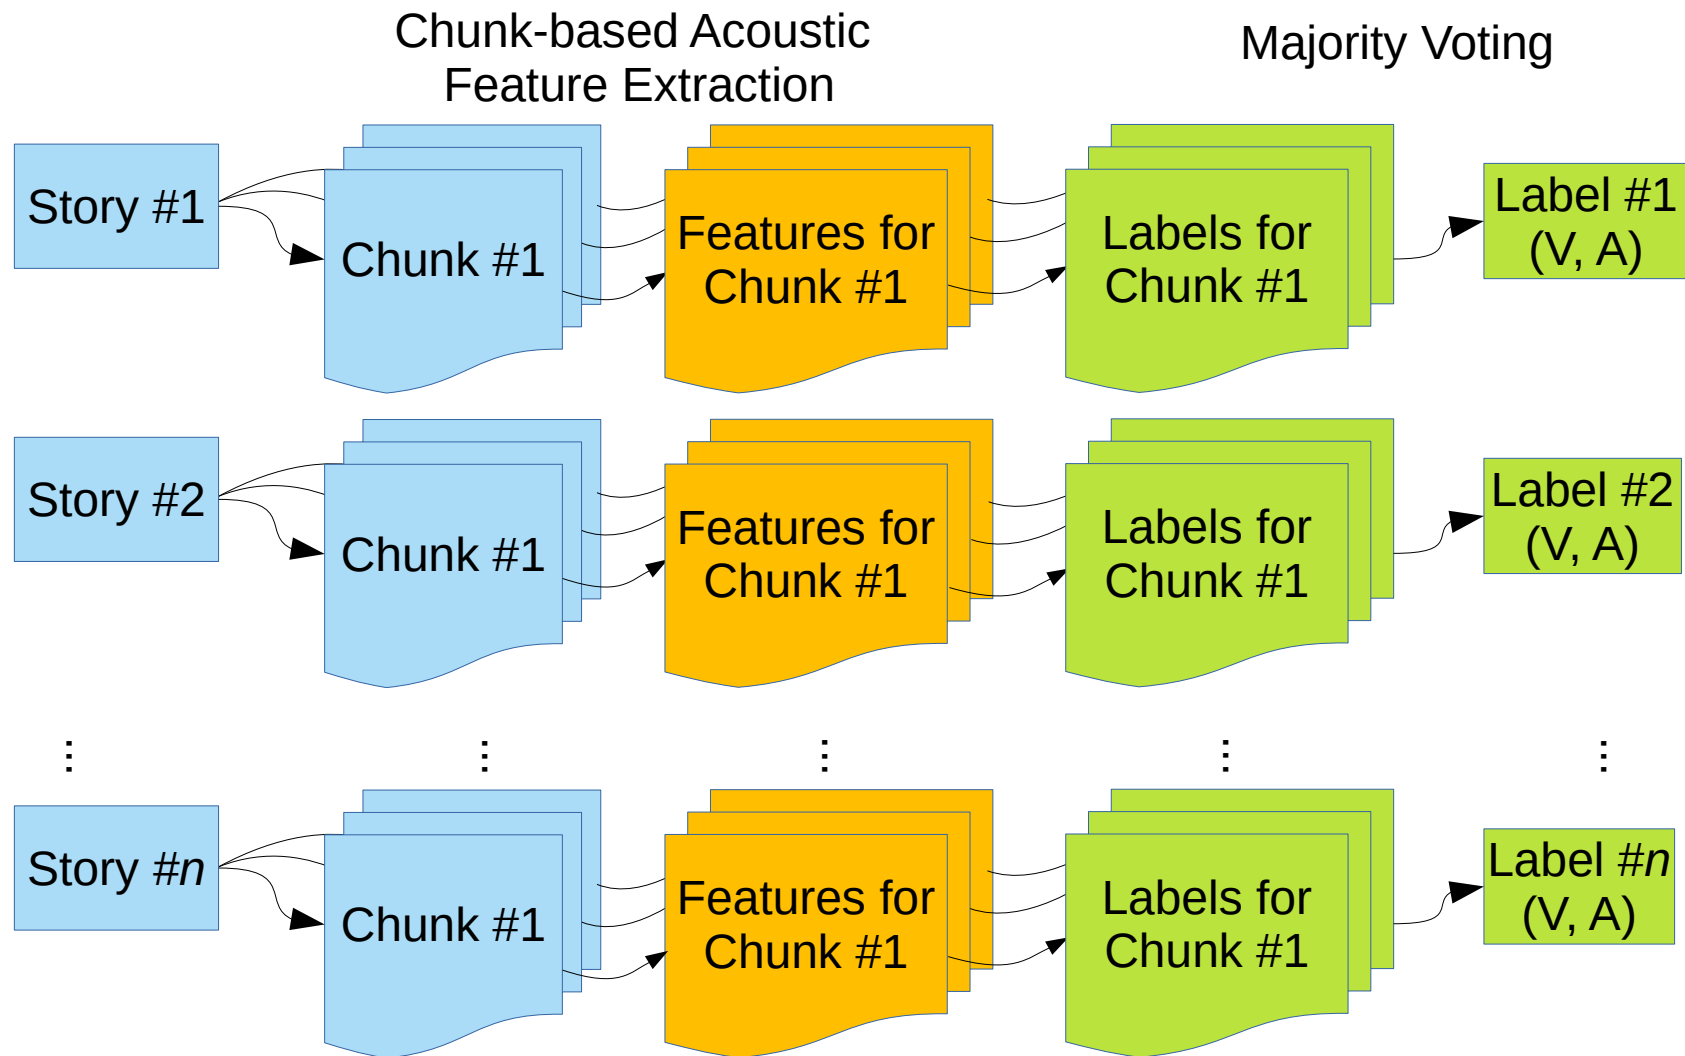 Chunk-based Acoustic
Feature Extraction
Majority Voting
Story #1
Chunk #1
Features for
Chunk #1
Labels for
Chunk #1
Label #1
(V, A)
Story #2
Chunk #1
Features for
Chunk #1
Labels for
Chunk #1
Label #2
(V, A)
...
...
...
...
...
Story #n
Chunk #1
Features for
Chunk #1
Labels for
Chunk #1
Label #n
(V, A)